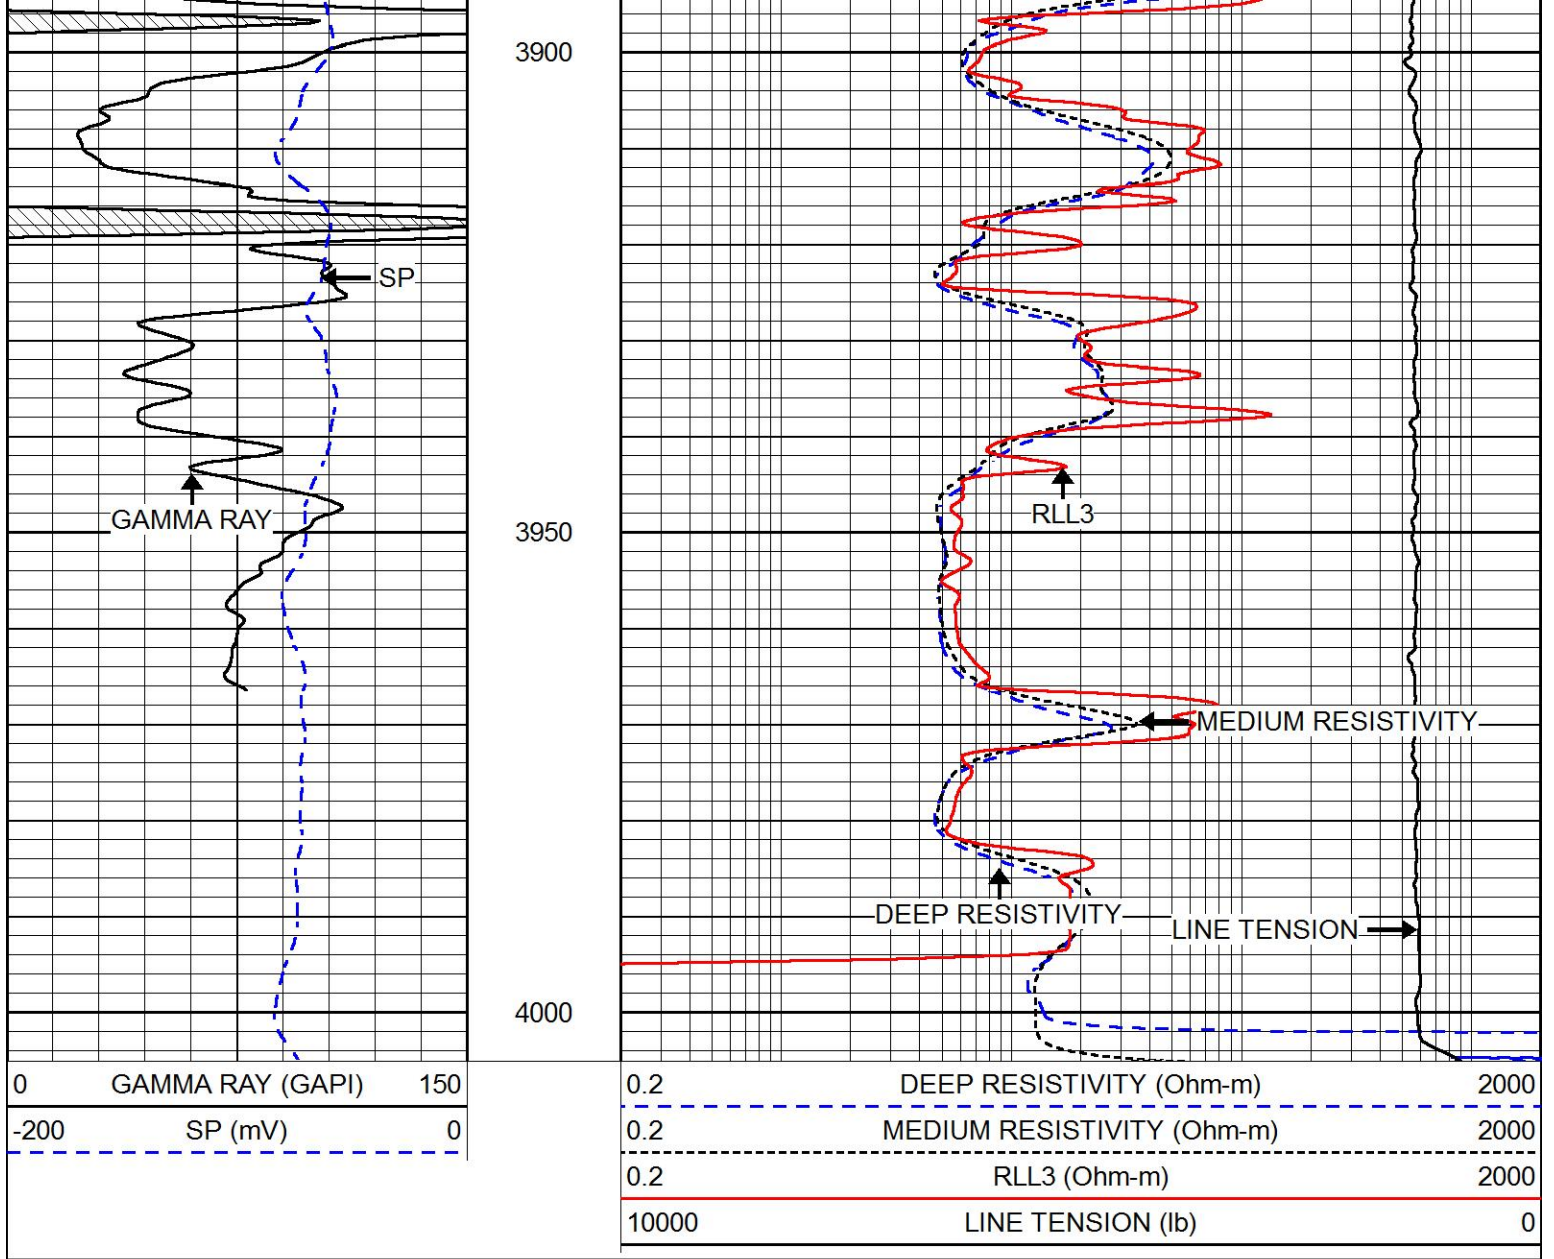 3900
SP
GAMMA RAY
RLL3
3950
MEDIUM RESISTIVITY
DEEP RESISTIVITY
LINE TENSION
4000
0 GAMMA RAY (GAPI) 150
-200 SP (mV) 0
0.2 DEEP RESISTIVITY (Ohm-m) 2000
0.2 MEDIUM RESISTIVITY (Ohm-m) 2000
0.2 RLL3 (Ohm-m) 2000
10000 LINE TENSION (lb) 0